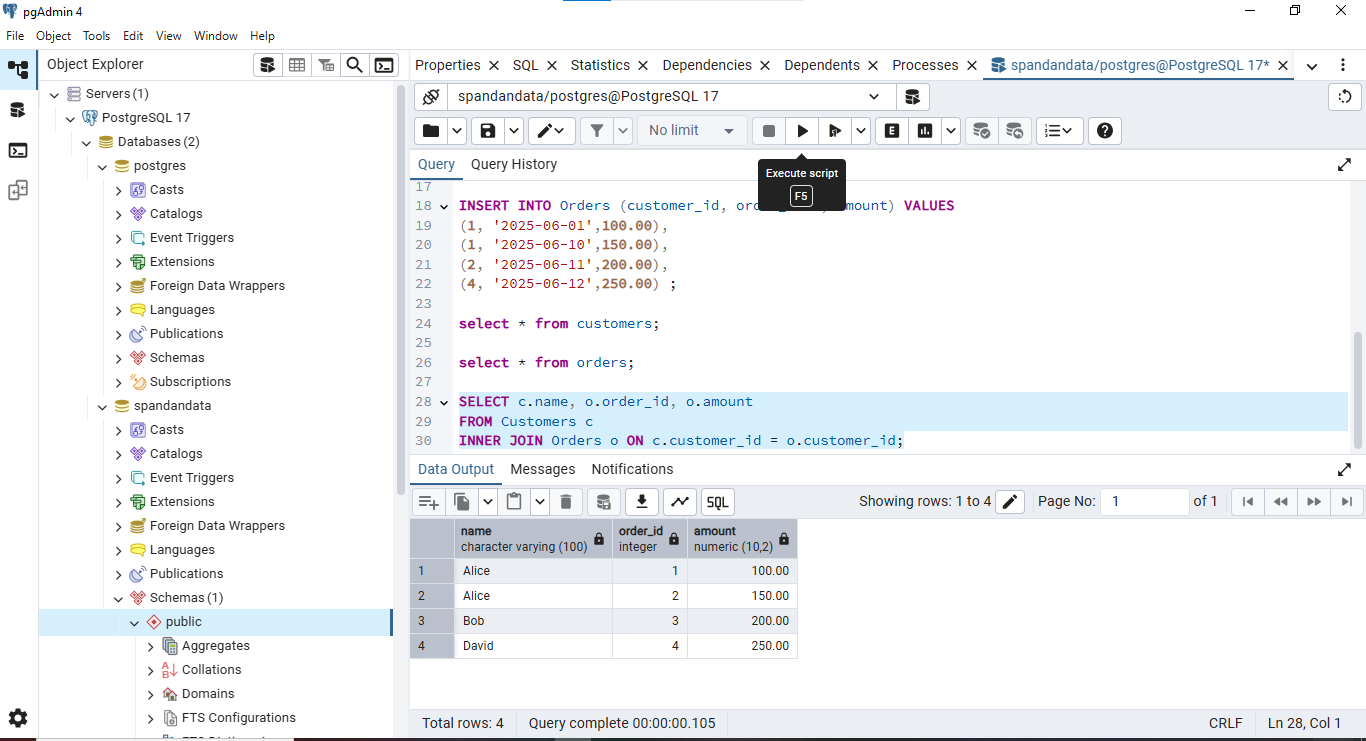 pgAdmin 4
File Object Tools Edit View Window Help
Object Explorer
Properties SQL Statistics Dependencies Dependents Processes spandandata/postgres@PostgreSQL 17*
Servers (1)
PostgreSQL 17
Databases (2)
postgres
Casts
Catalogs
Event Triggers
Extensions
Foreign Data Wrappers
Languages
Publications
Schemas
Subscriptions
spandandata
Casts
Catalogs
Event Triggers
Extensions
Foreign Data Wrappers
Languages
Publications
Schemas (1)
public
Aggregates
Collations
Domains
FTS Configurations
spandandata/postgres@PostgreSQL 17
No limit
E
Query Query History
Execute script
F5
17
18 INSERT INTO Orders (customer_id, amount) VALUES
19 (1, '2025-06-01',100.00),
20 (1, '2025-06-10',150.00),
21 (2, '2025-06-11',200.00),
22 (4, '2025-06-12',250.00) ;
23
24 select * from customers;
25
26 select * from orders;
27
28 SELECT c.name, o.order_id, o.amount
29 FROM Customers c
30 INNER JOIN Orders o ON c.customer_id = o.customer_id;
Data Output Messages Notifications
SQL Showing rows: 1 to 4 Page No: 1 of 1
name order_id amount
character varying (100) integer numeric (10,2)
1 Alice 1 100.00
2 Alice 2 150.00
3 Bob 3 200.00
4 David 4 250.00
Total rows: 4 Query complete 00:00:00.105 CRLF Ln 28, Col 1